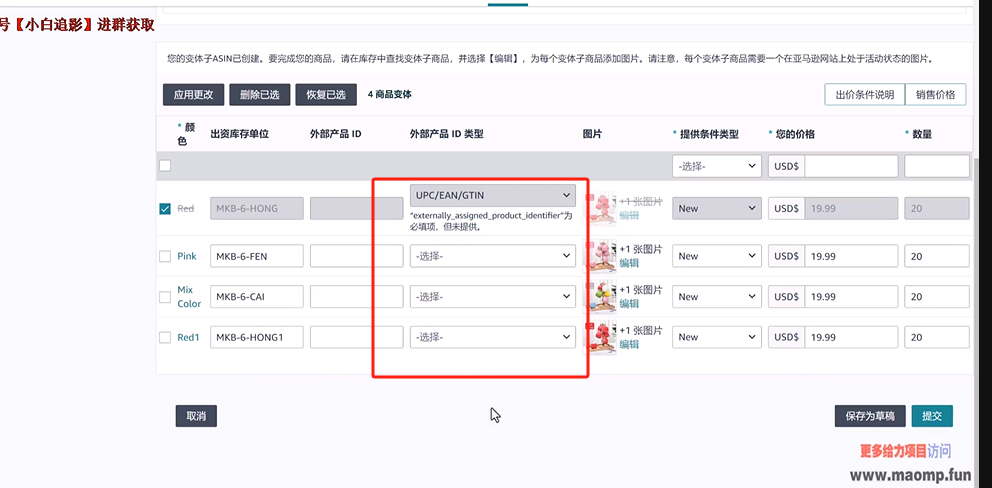 号【小白追影】进群获取
您的变体子ASIN已创建。要完成您的商品，请在库存中查找变体子商品，并选择【编辑】，为每个变体子商品添加图片。请注意，每个变体子商品需要一个在亚马逊网站上处于活动状态的图片。
应用更改 删除已选 恢复已选 4 商品变体 出价条件说明 销售价格
* 颜色 出资库存单位 外部产品 ID 外部产品 ID 类型 图片 * 提供条件类型 * 您的价格 * 数量
-选择- USD$
Red MKB-6-HONG UPC/EAN/GTIN +1 张图片 New USD$ 19.99 20
"externally_assigned_product_identifier"为 编辑
必填项，但未提供。
Pink MKB-6-FEN -选择- +1 张图片 New USD$ 19.99 20
编辑
Mix Color MKB-6-CAI -选择- +1 张图片 New USD$ 19.99 20
编辑
Red1 MKB-6-HONG1 -选择- +1 张图片 New USD$ 19.99 20
编辑
取消 保存为草稿 提交
更多给力项目访问
www.maomp.fun